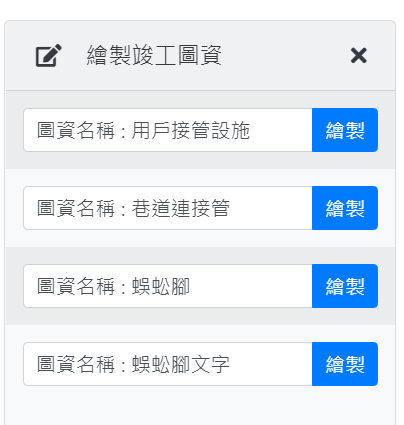 繪製竣工圖資
圖資名稱 : 用戶接管設施 繪製
圖資名稱 : 巷道連接管 繪製
圖資名稱 : 蜈蚣腳 繪製
圖資名稱 : 蜈蚣腳文字 繪製